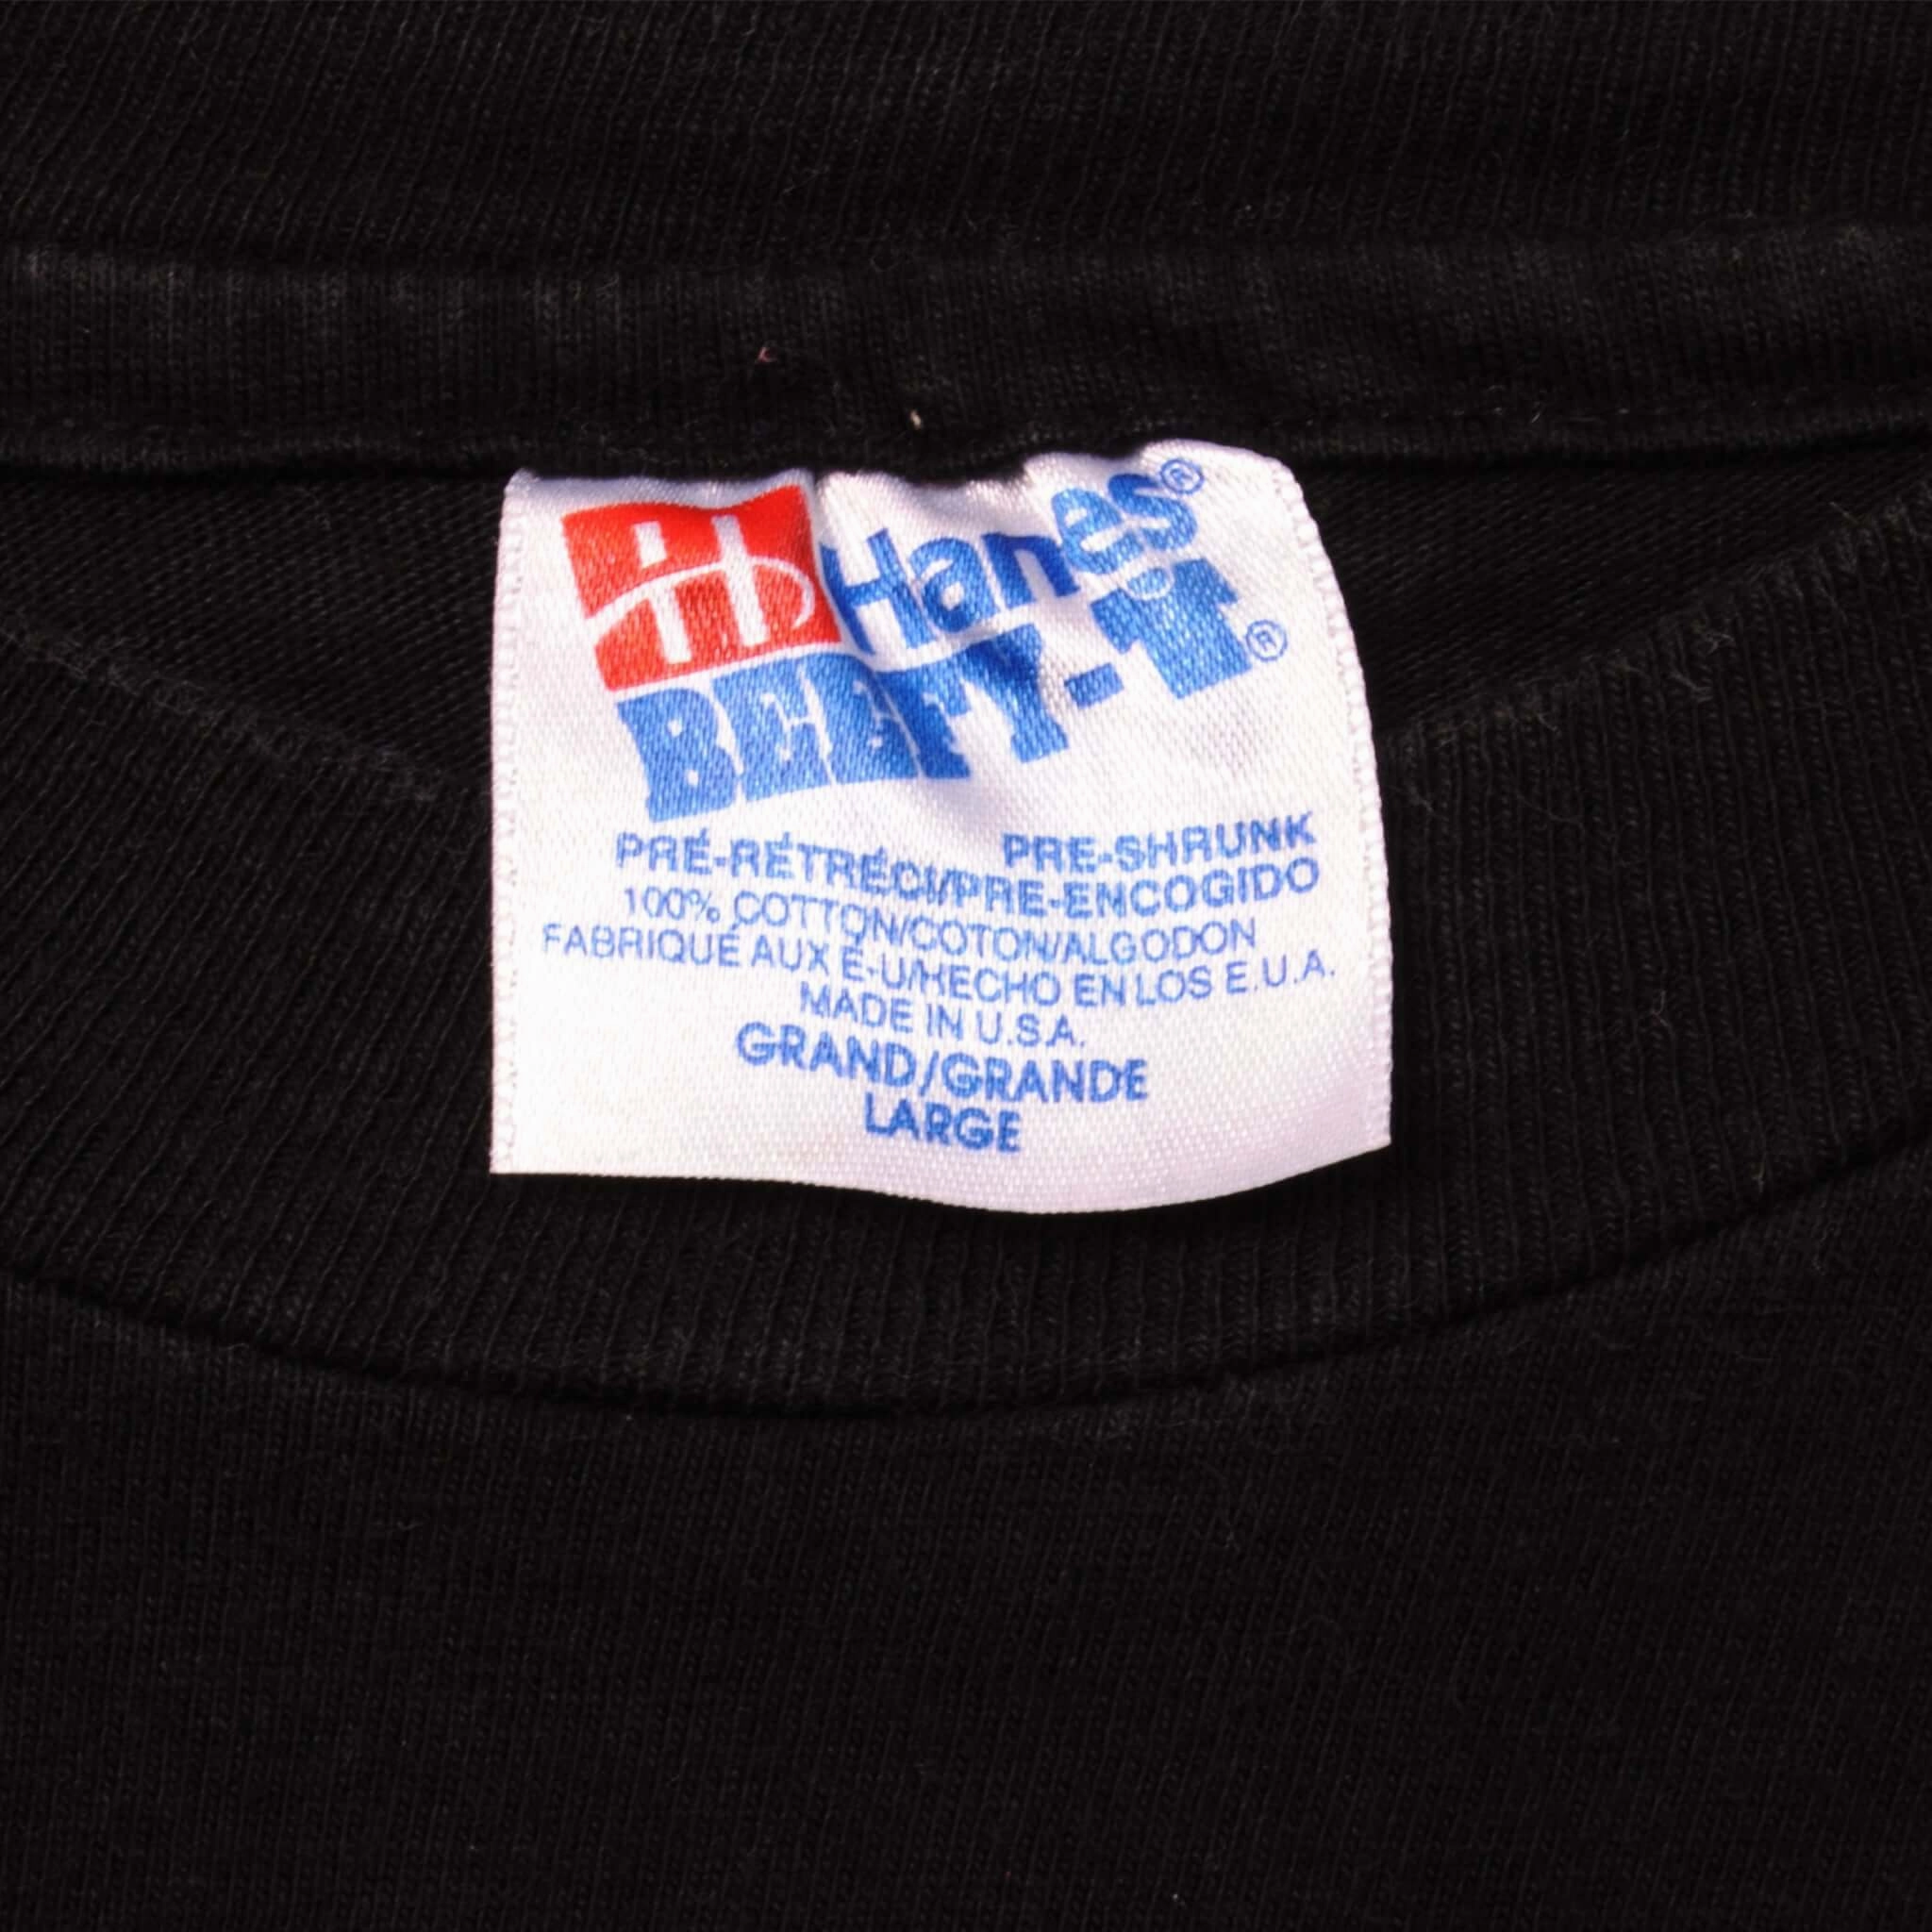 Hanes®
BEEFY-T®
PRE-SHRUNK
PRÉ-RÉTRÉCI/PRE-ENCOGIDO
100% COTTON/COTON/ALGODON
FABRIQUÉ AUX É-U/HECHO EN LOS E.U.A.
MADE IN U.S.A.
GRAND/GRANDE
LARGE